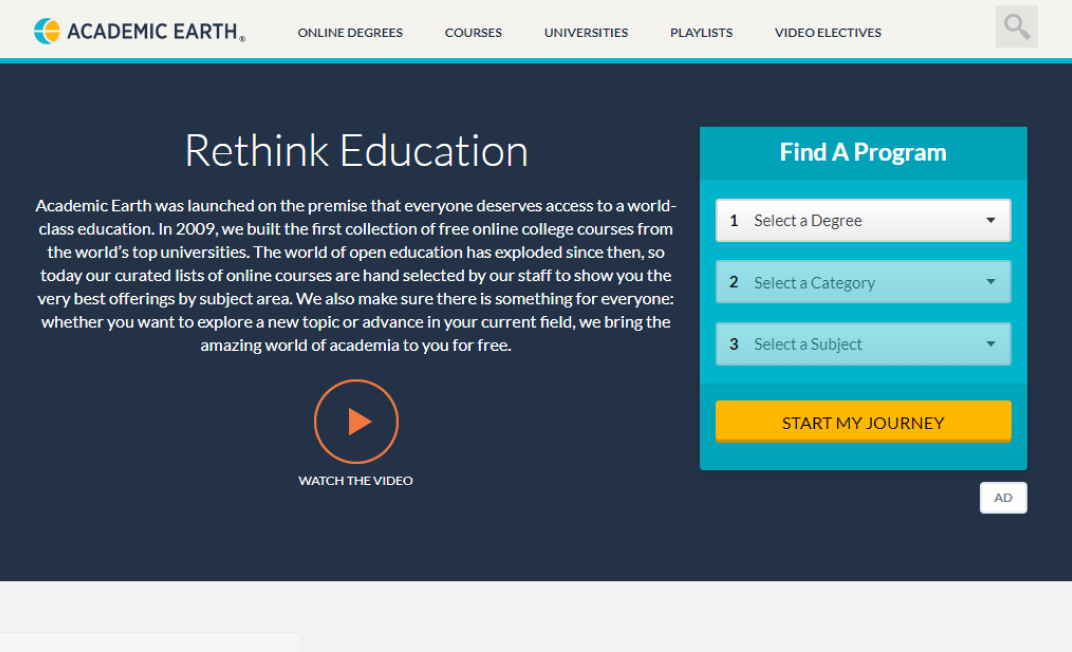 ACADEMIC EARTH®
ONLINE DEGREES
COURSES
UNIVERSITIES
PLAYLISTS
VIDEO ELECTIVES
Rethink Education
Academic Earth was launched on the premise that everyone deserves access to a world-
class education. In 2009, we built the first collection of free online college courses from
the world's top universities. The world of open education has exploded since then, so
today our curated lists of online courses are hand selected by our staff to show you the
very best offerings by subject area. We also make sure there is something for everyone:
whether you want to explore a new topic or advance in your current field, we bring the
amazing world of academia to you for free.
WATCH THE VIDEO
Find A Program
1 Select a Degree
2 Select a Category
3 Select a Subject
START MY JOURNEY
AD